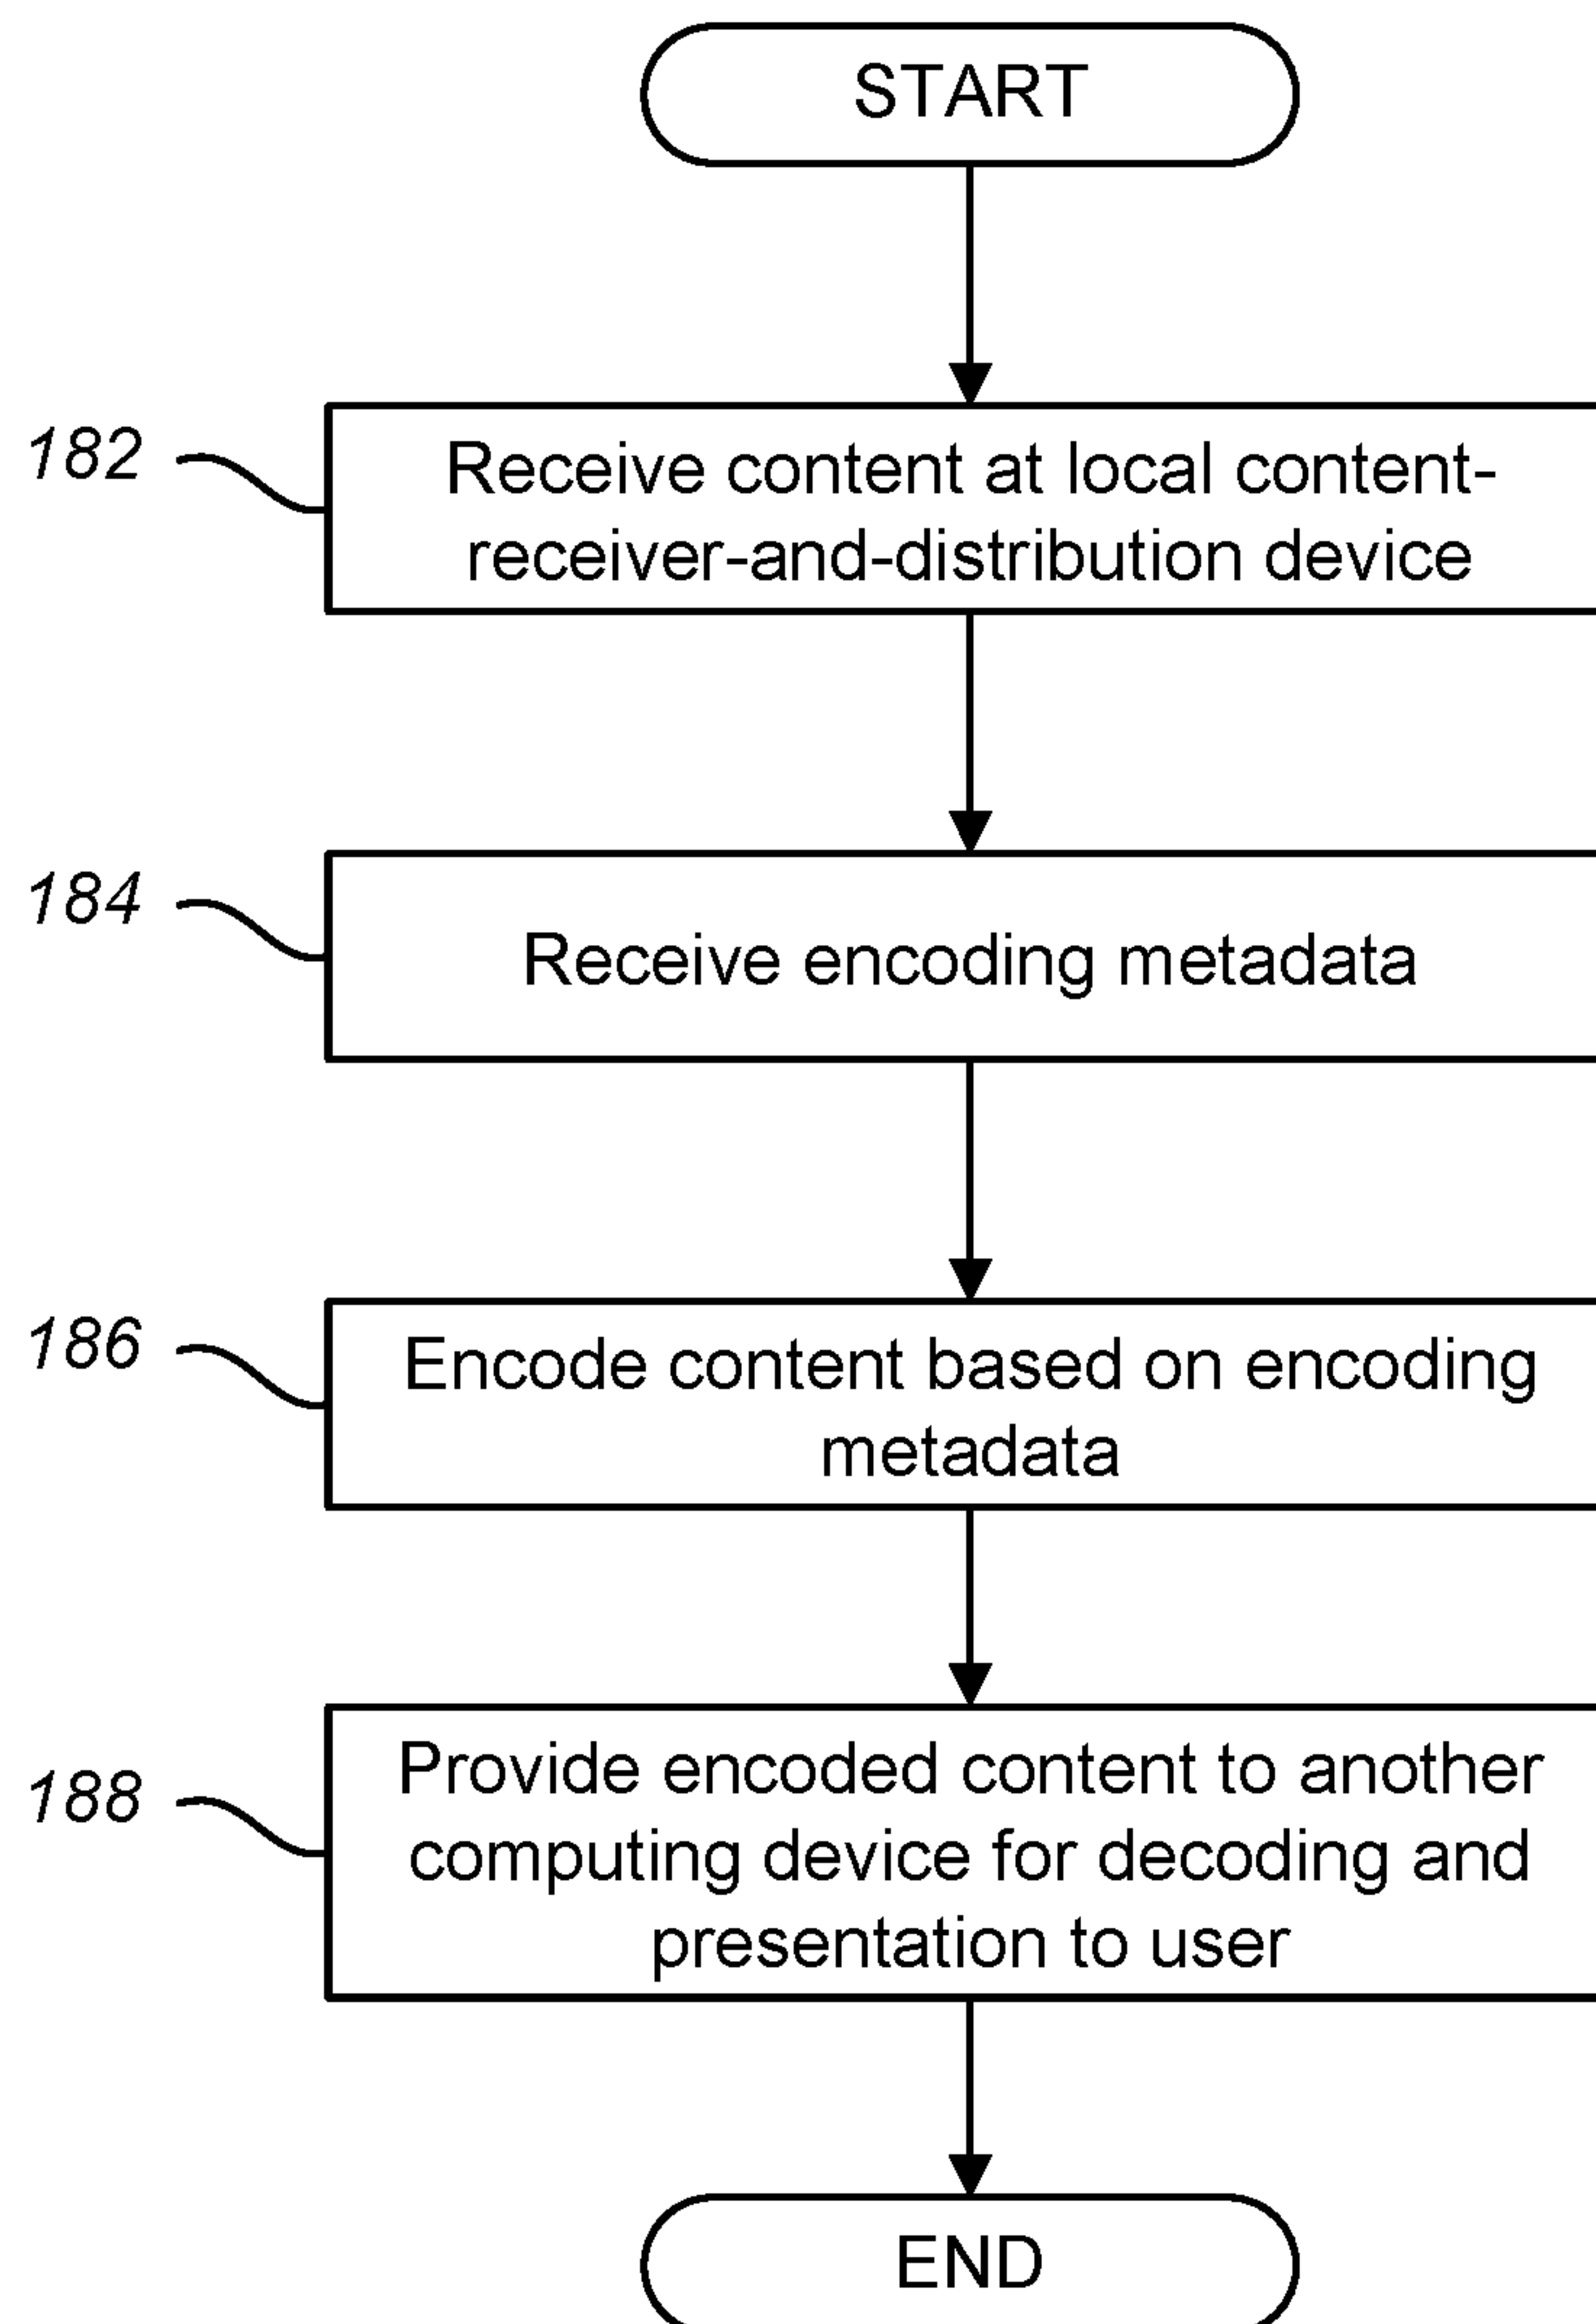 START
182
Receive content at local content-
receiver-and-distribution device
184
Receive encoding metadata
186
Encode content based on encoding
metadata
188
Provide encoded content to another
computing device for decoding and
presentation to user
END